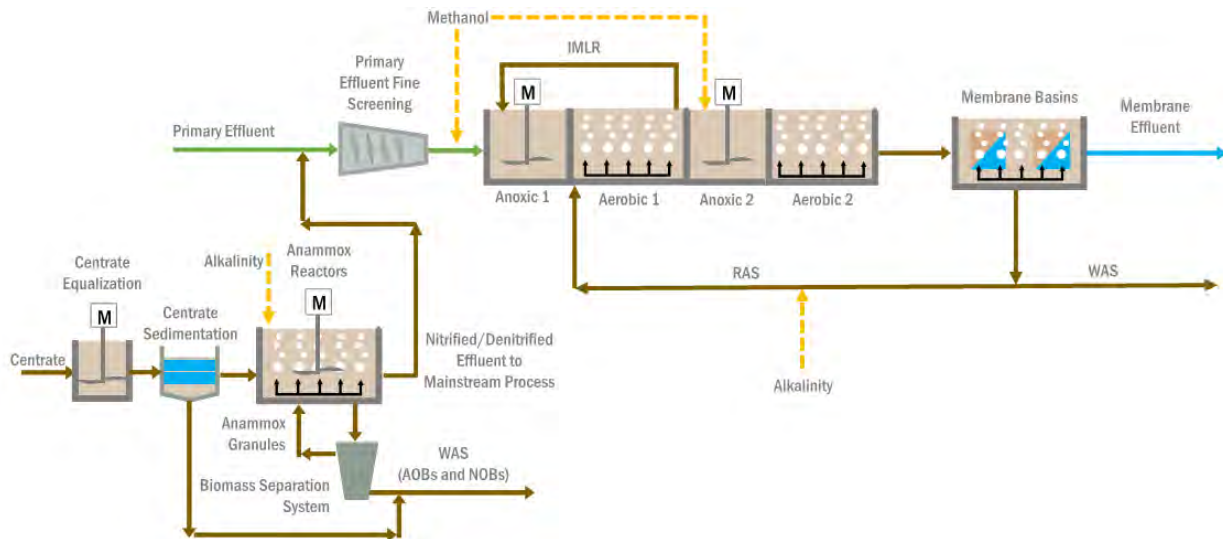 Methanol
IMLR
Primary
Effluent Fine
Screening
M
M
Membrane Basins
Membrane
Effluent
Primary Effluent
Anoxic 1
Aerobic 1
Anoxic 2
Aerobic 2
RAS
WAS
Alkalinity
Centrate
Equalization
M
Centrate
Sedimentation
Alkalinity
Anammox
Reactors
M
Centrate
Nitrified/Denitrified
Effluent to
Mainstream Process
Anammox
Granules
WAS
(AOBs and NOBs)
Biomass Separation
System